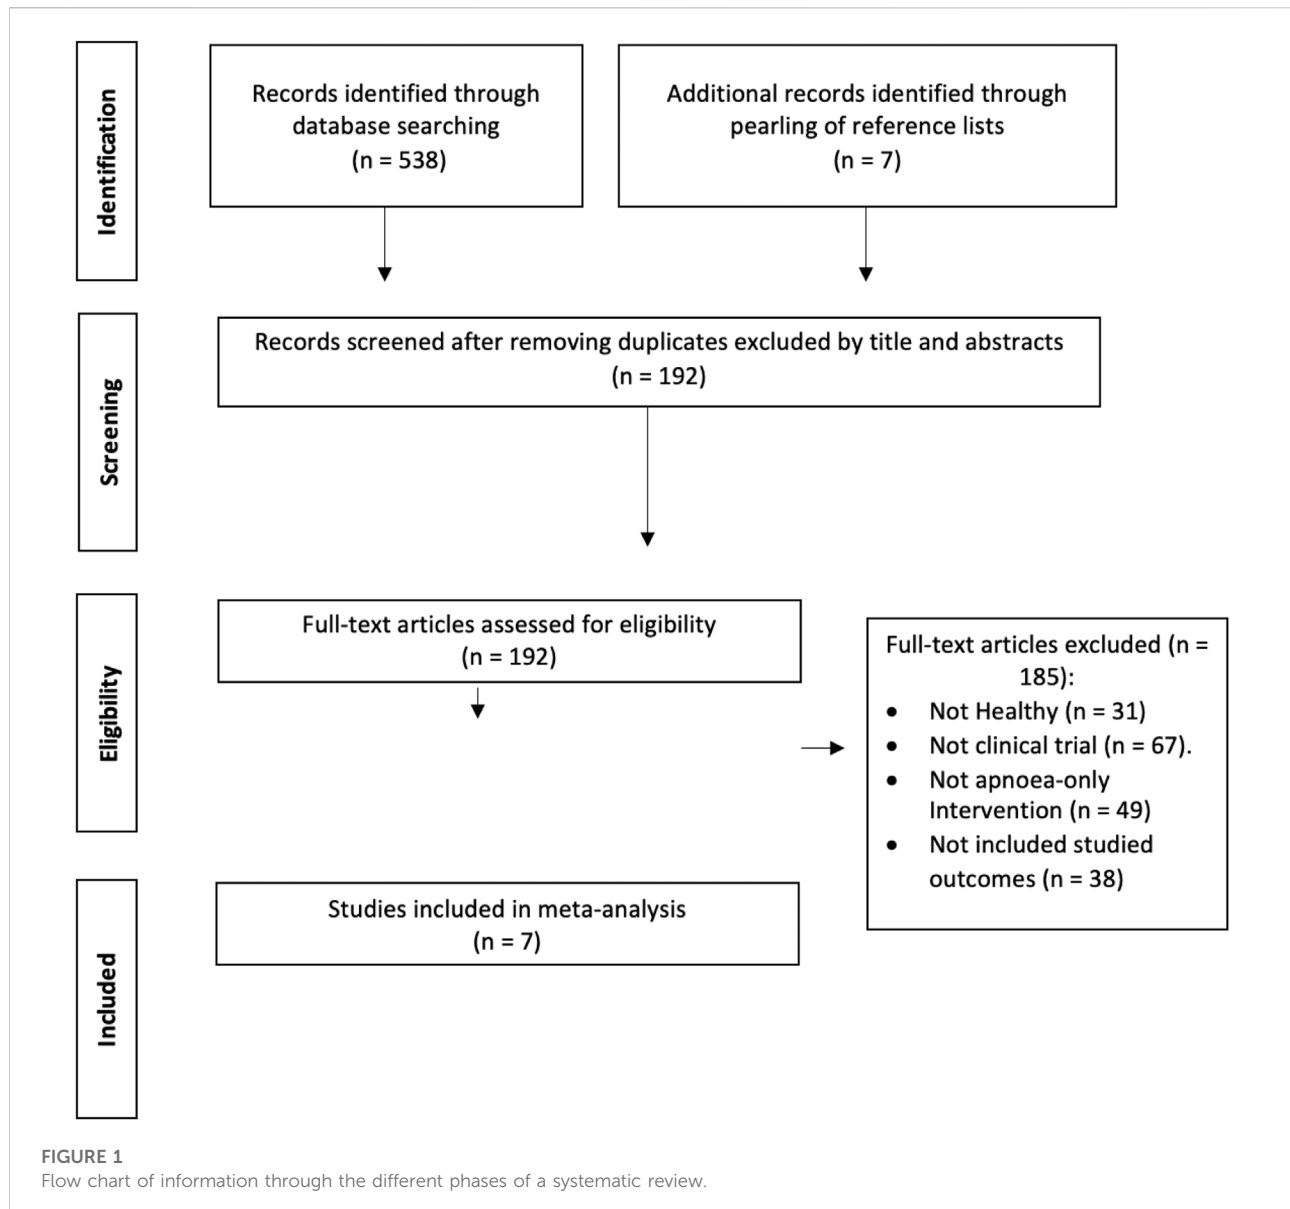 Identification
Records identified through
database searching
(n = 538)
Additional records identified through
pearling of reference lists
(n = 7)
Screening
Records screened after removing duplicates excluded by title and abstracts
(n = 192)
Eligibility
Full-text articles assessed for eligibility
(n = 192)
Full-text articles excluded (n =
185):
• Not Healthy (n = 31)
• Not clinical trial (n = 67).
• Not apnoea-only
Intervention (n = 49)
• Not included studied
outcomes (n = 38)
Included
Studies included in meta-analysis
(n = 7)
FIGURE 1
Flow chart of information through the different phases of a systematic review.